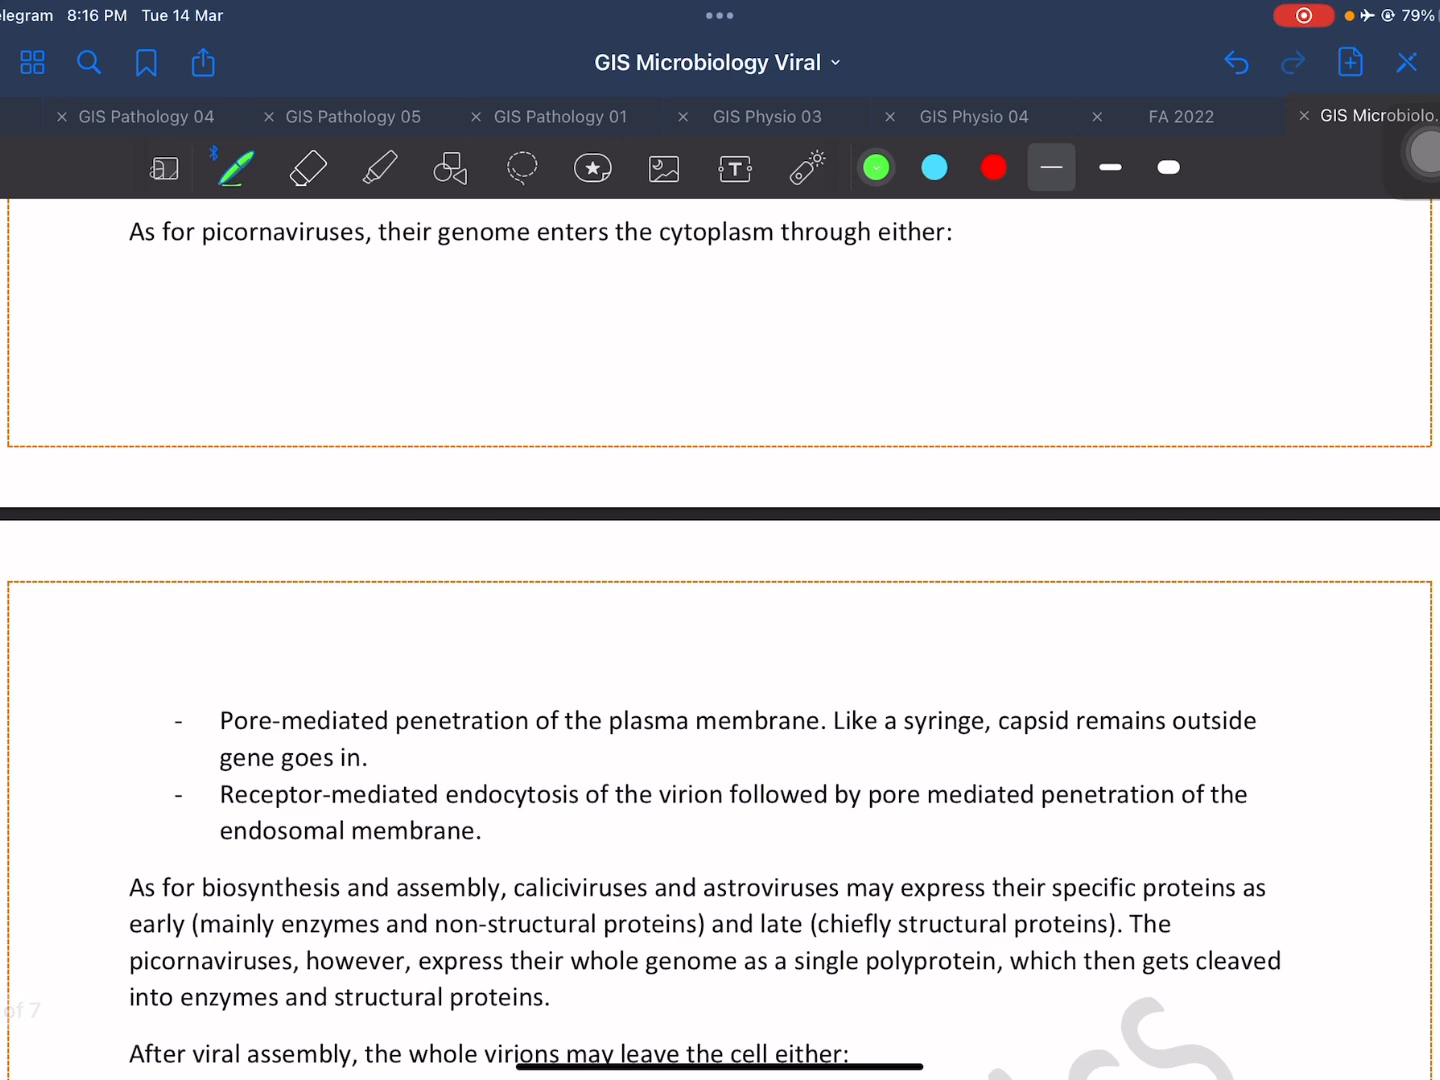 elegram 8:16 PM Tue 14 Mar
79%
GIS Microbiology Viral
GIS Pathology 04
GIS Pathology 05
GIS Pathology 01
GIS Physio 03
GIS Physio 04
FA 2022
GIS Microbiolo.
As for picornaviruses, their genome enters the cytoplasm through either:
- Pore-mediated penetration of the plasma membrane. Like a syringe, capsid remains outside
gene goes in.
- Receptor-mediated endocytosis of the virion followed by pore mediated penetration of the
endosomal membrane.
As for biosynthesis and assembly, caliciviruses and astroviruses may express their specific proteins as
early (mainly enzymes and non-structural proteins) and late (chiefly structural proteins). The
picornaviruses, however, express their whole genome as a single polyprotein, which then gets cleaved
into enzymes and structural proteins.
of 7
After viral assembly, the whole virions may leave the cell either: